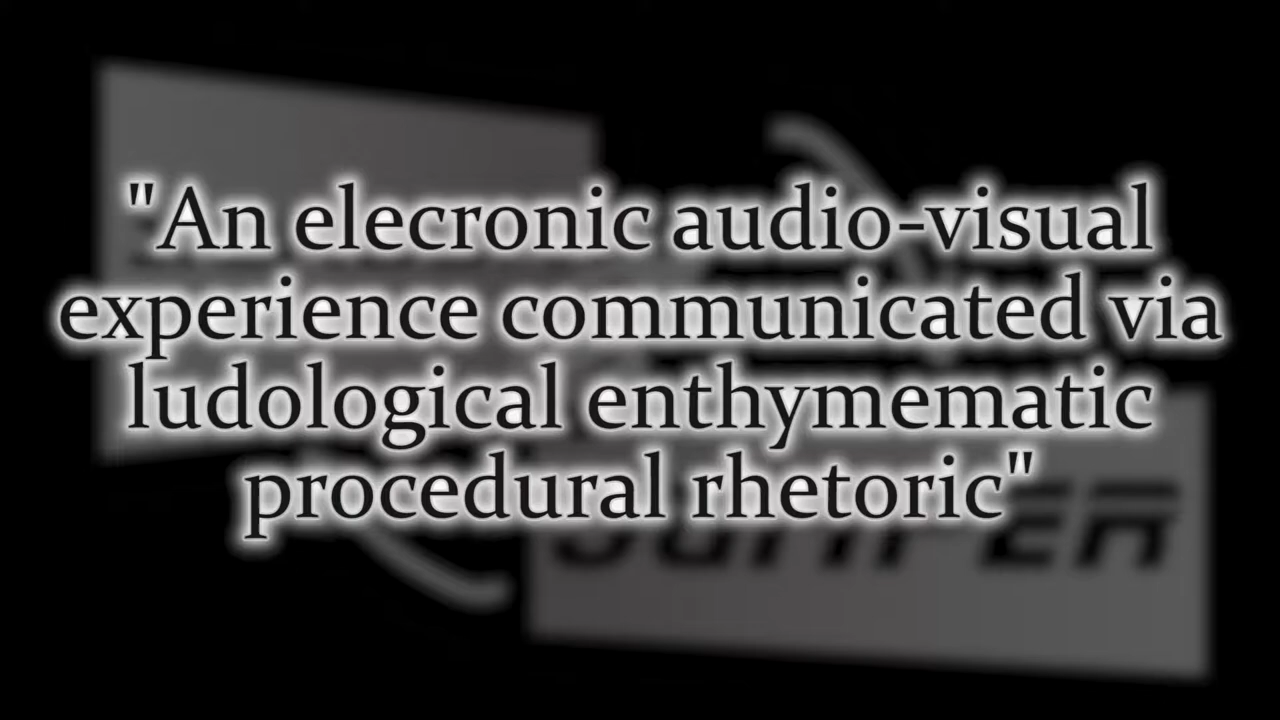 "An elecronic audio-visual
experience communicated via
ludological enthymematic
procedural rhetoric"